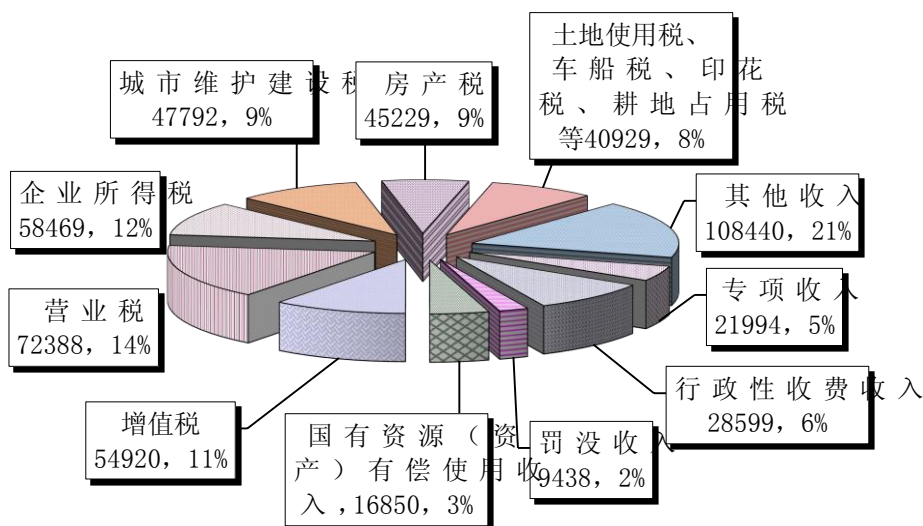 土地使用税、
车船税、印花
税、耕地占用税
等40929，8%
城市维护建设税
47792，9%
房产税
45229，9%
企业所得税
58469，12%
其他收入
108440，21%
营业税
72388，14%
专项收入
21994，5%
行政性收费收入
28599，6%
增值税
54920，11%
国有资源（资
产）有偿使用收
入,16850，3%
罚没收入
9438，2%